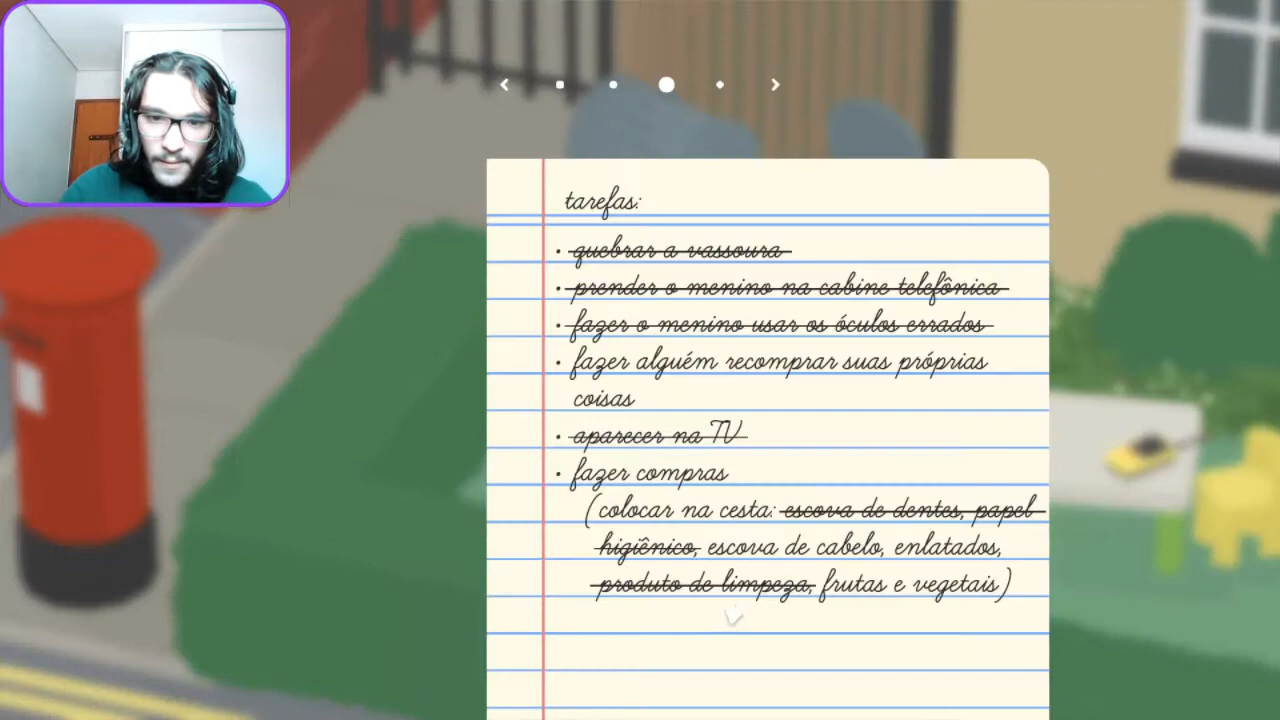 tarefas:
• quebrar a vassoura
• prender o menino na cabine telefônica
• fazer o menino usar os óculos errados
• fazer alguém recomprar suas próprias
coisas
• aparecer na TV
• fazer compras
(colocar na cesta: escova de dentes, papel
higiênico, escova de cabelo, enlatados,
produto de limpeza, frutas e vegetais)